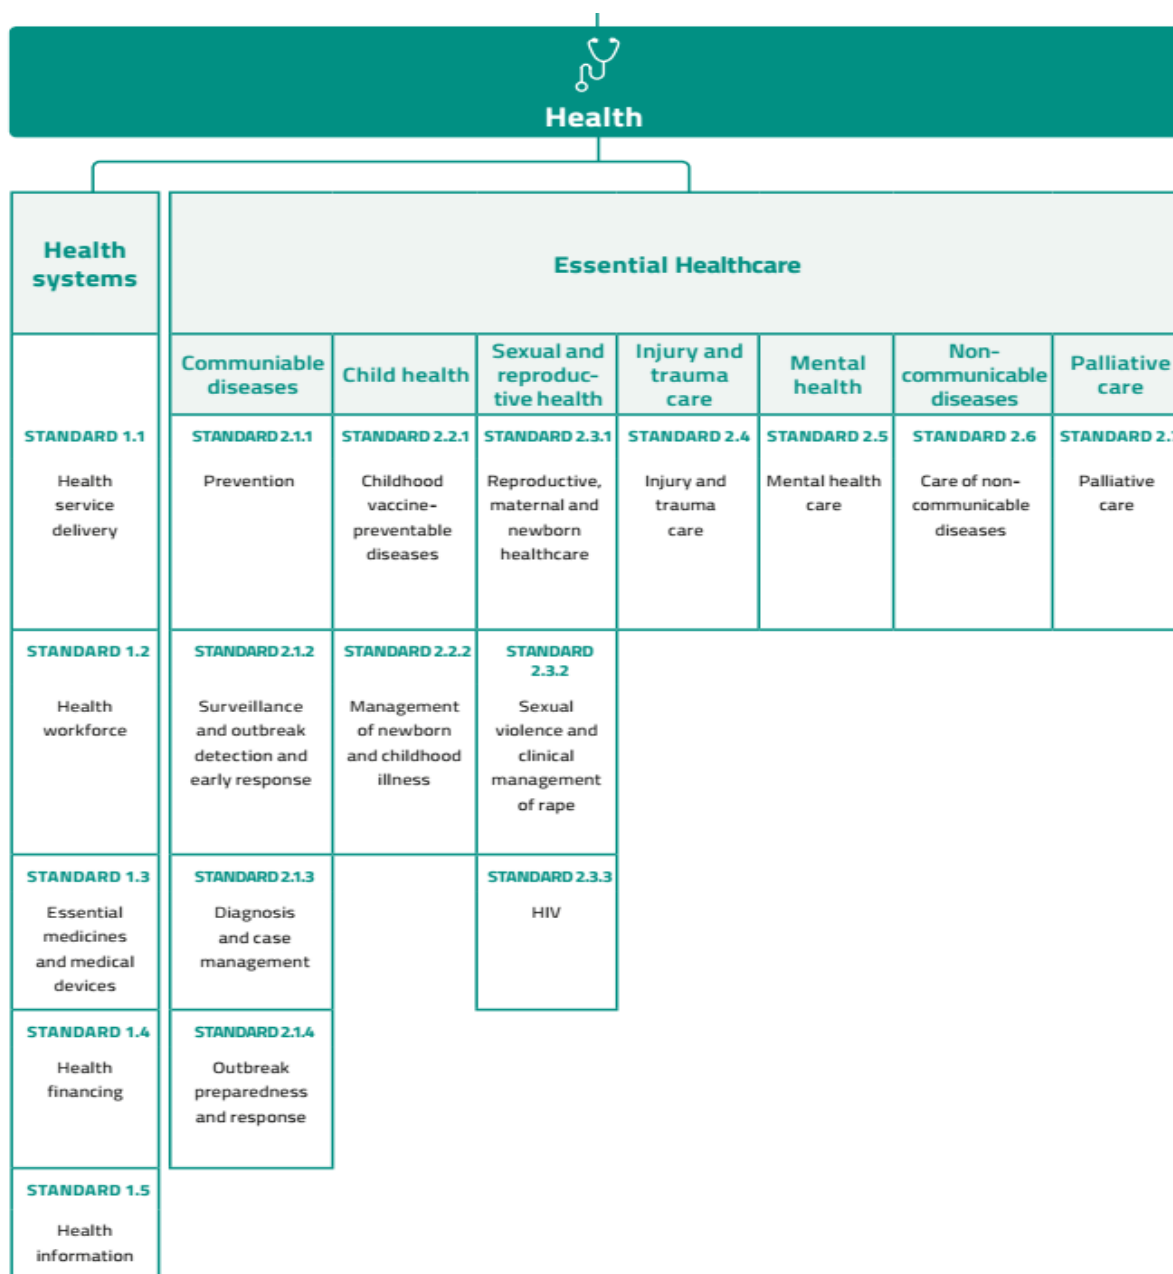 Health
Health
systems
Essential Healthcare
Communiable
diseases
Child health
Sexual and
reproduc-
tive health
Injury and
trauma
care
Mental
health
Non-
communicable
diseases
Palliative
care
STANDARD 1.1
Health
service
delivery
STANDARD 2.1.1
Prevention
STANDARD 2.2.1
Childhood
vaccine-
preventable
diseases
STANDARD 2.3.1
Reproductive,
maternal and
newborn
healthcare
STANDARD 2.4
Injury and
trauma
care
STANDARD 2.5
Mental health
care
STANDARD 2.6
Care of non-
communicable
diseases
STANDARD 2.
Palliative
care
STANDARD 1.2
Health
workforce
STANDARD 2.1.2
Surveillance
and outbreak
detection and
early response
STANDARD 2.2.2
Management
of newborn
and childhood
illness
STANDARD
2.3.2
Sexual
violence and
clinical
management
of rape
STANDARD 1.3
Essential
medicines
and medical
devices
STANDARD 2.1.3
Diagnosis
and case
management
STANDARD 2.3.3
HIV
STANDARD 1.4
Health
financing
STANDARD 2.1.4
Outbreak
preparedness
and response
STANDARD 1.5
Health
information